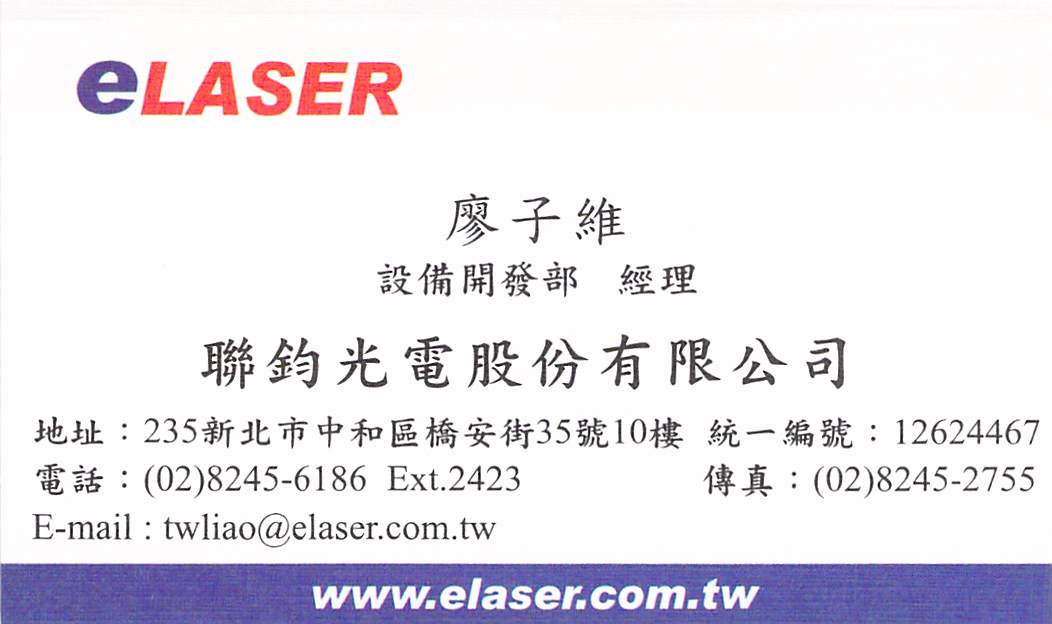 eLASER
廖子維
設備開發部 經理
聯鈞光電股份有限公司
地址：235新北市中和區橋安街35號10樓 統一編號：12624467
電話：(02)8245-6186 Ext.2423 傳真：(02)8245-2755
E-mail : twliao@elaser.com.tw
www.elaser.com.tw